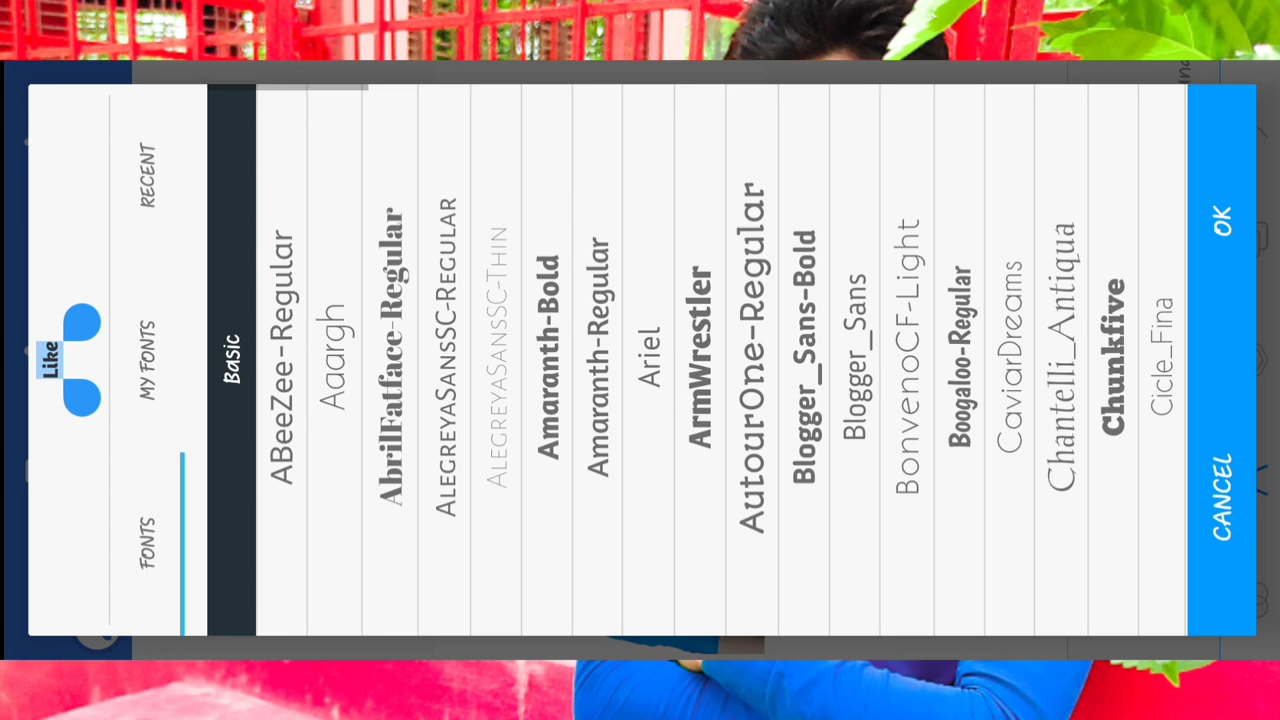 Like
FONTS MY FONTS RECENT
Basic
ABeeZee-Regular
Aaargh
AbrilFatface-Regular
AlegreyaSansSC-Regular
AlegreyaSansSC-Thin
Amaranth-Bold
Amaranth-Regular
Ariel
ArmWrestler
AutourOne-Regular
Blogger_Sans-Bold
Blogger_Sans
BonvenoCF-Light
Boogaloo-Regular
CaviarDreams
Chantelli_Antiqua
Chunkfive
Cicle_Fina
CANCEL OK